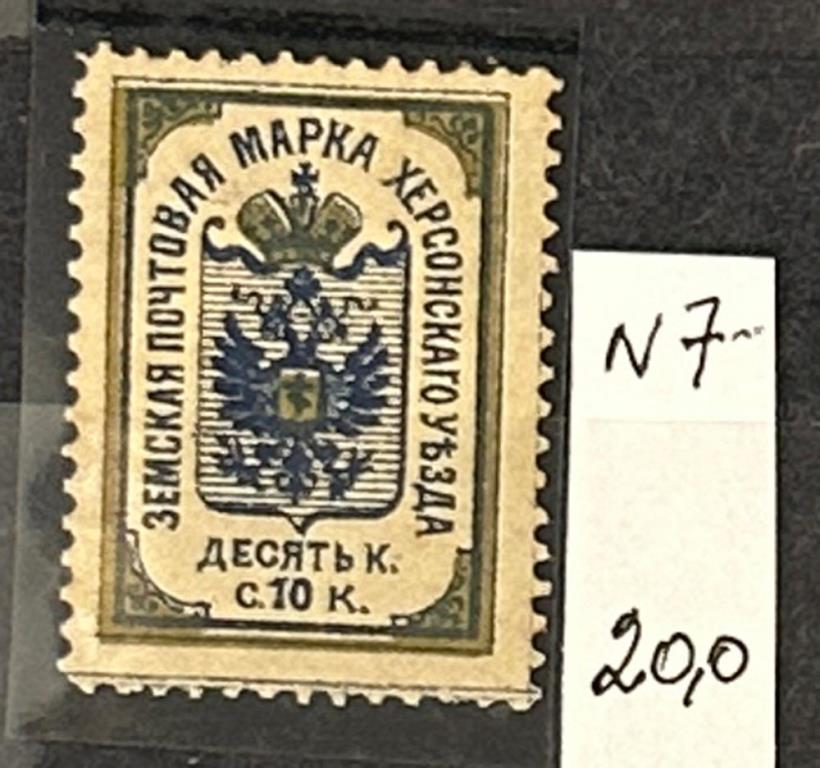 ЗЕМСКАЯ ПОЧТОВАЯ МАРКА ХЕРСОНСКАГО УѢЗДА
ДЕСЯТЬ К.
С.10 К.
N 7-
20,0